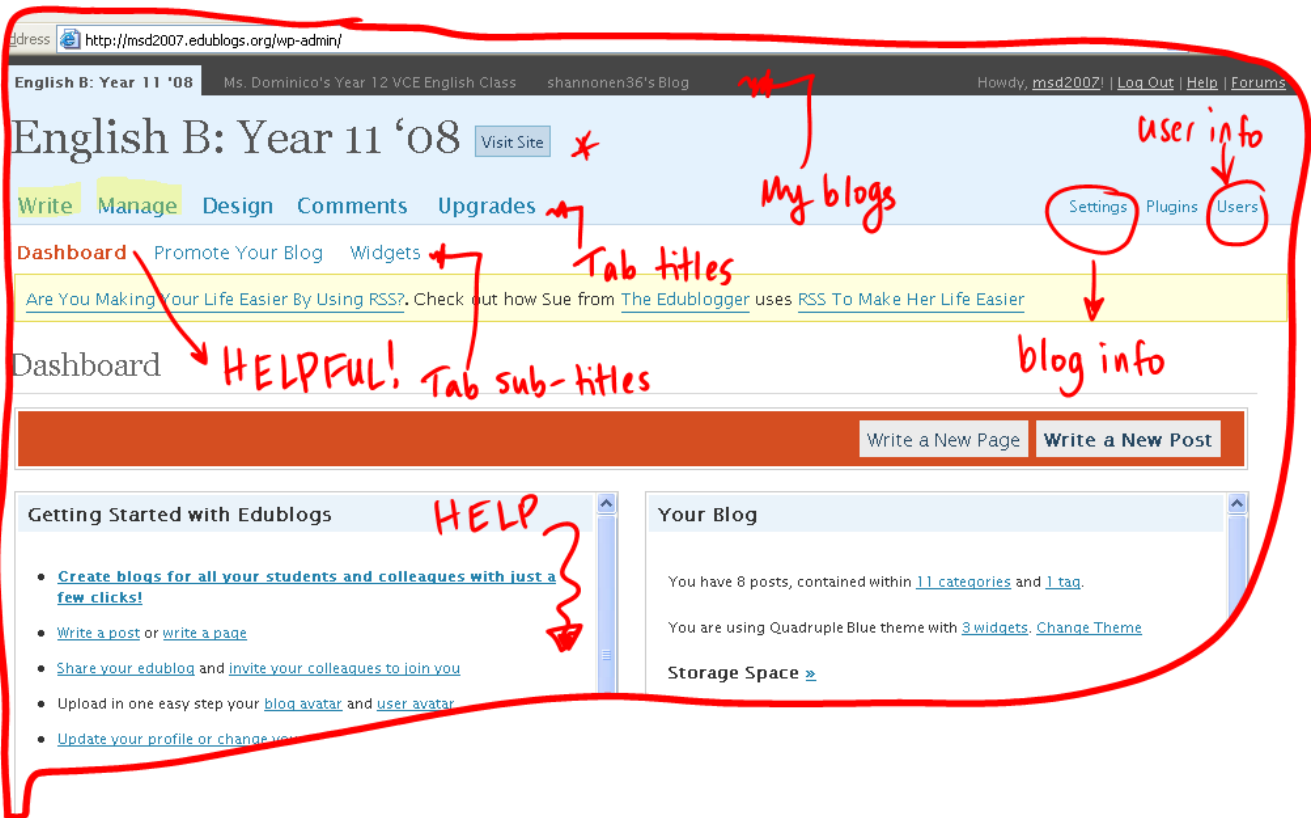 ddress http://msd2007.edublogs.org/wp-admin/
English B: Year 11 '08 Ms. Dominico's Year 12 VCE English Class shannonen36's Blog Howdy, msd2007! | Log Out | Help | Forums
English B: Year 11 ‘08 Visit Site
user info
My blogs
Write Manage Design Comments Upgrades Settings Plugins Users
Tab titles
Dashboard Promote Your Blog Widgets
Are You Making Your Life Easier By Using RSS?. Check out how Sue from The Edublogger uses RSS To Make Her Life Easier
blog info
Dashboard HELPFUL! Tab sub-titles
Write a New Page Write a New Post
Getting Started with Edublogs HELP
Create blogs for all your students and colleagues with just a
few clicks!
Write a post or write a page
Share your edublog and invite your colleagues to join you
Upload in one easy step your blog avatar and user avatar
Update your profile or change
Your Blog
You have 8 posts, contained within 11 categories and 1 tag.
You are using Quadruple Blue theme with 3 widgets. Change Theme
Storage Space »